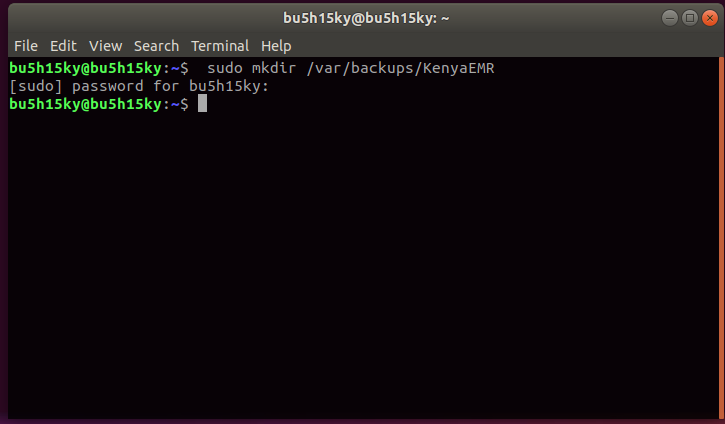 bu5h15ky@bu5h15ky: ~
File Edit View Search Terminal Help
bu5h15ky@bu5h15ky:~$  sudo mkdir /var/backups/KenyaEMR
[sudo] password for bu5h15ky:
bu5h15ky@bu5h15ky:~$